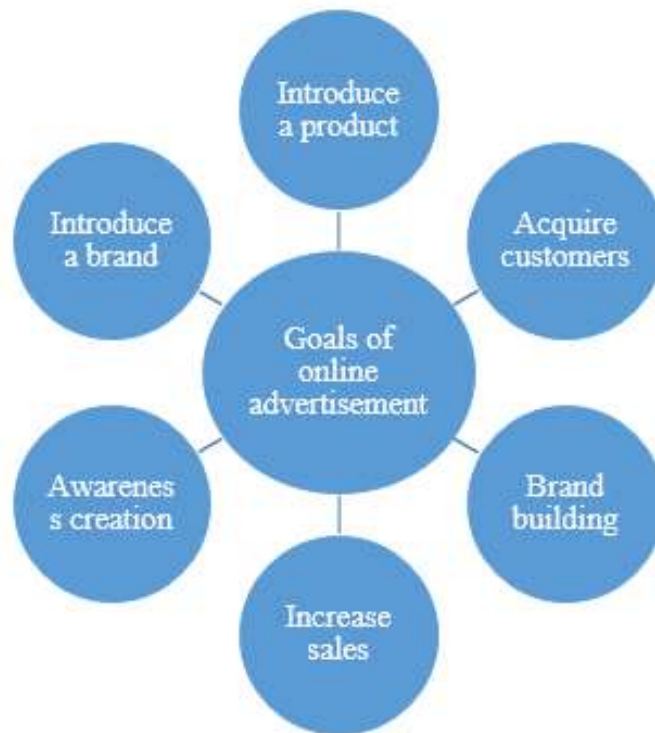 Introduce
a product
Introduce
a brand
Acquire
customers
Goals of
online
advertisement
Awarenes
s creation
Brand
building
Increase
sales